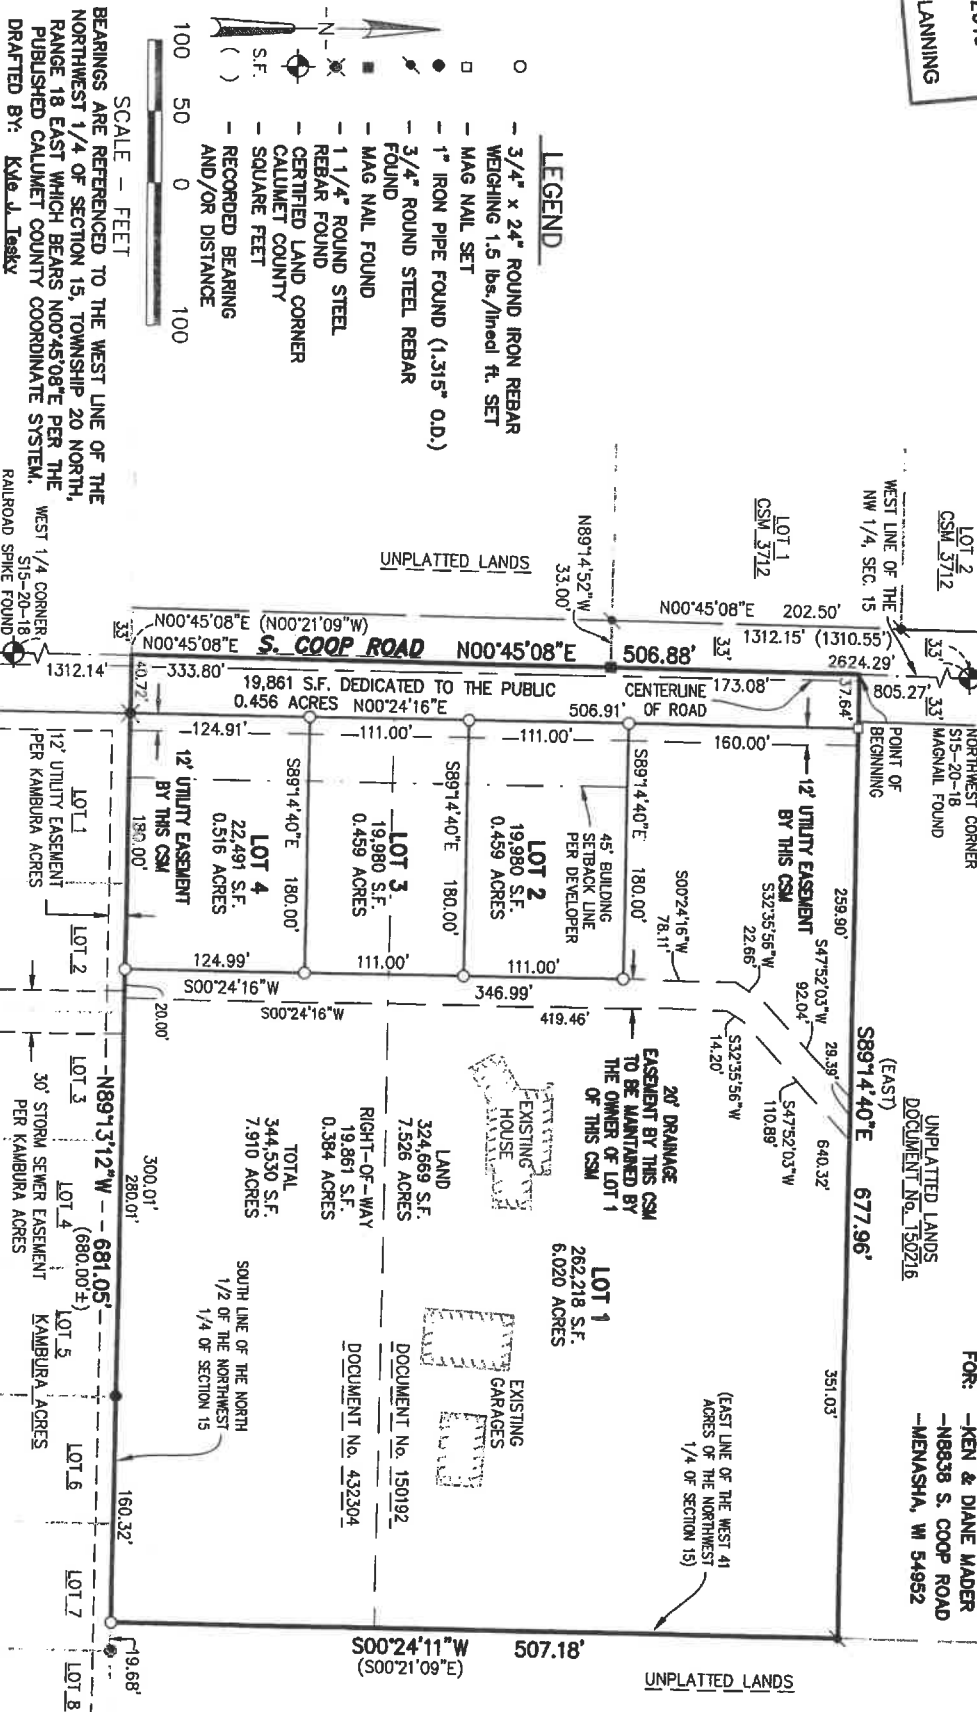 LANNING
LEGEND
- 3/4" x 24" ROUND IRON REBAR
WEIGHING 1.5 lbs./lineal ft. SET
- MAG NAIL SET
- 1" IRON PIPE FOUND (1.315" O.D.)
- 3/4" ROUND STEEL REBAR
FOUND
- MAG NAIL FOUND
- 1 1/4" ROUND STEEL
REBAR FOUND
- CERTIFIED LAND CORNER
CALUMET COUNTY
S.F. - SQUARE FEET
( ) - RECORDED BEARING
AND/OR DISTANCE
-N-
100 50 0 100
SCALE - FEET
BEARINGS ARE REFERENCED TO THE WEST LINE OF THE
NORTHWEST 1/4 OF SECTION 15, TOWNSHIP 20 NORTH,
RANGE 18 EAST WHICH BEARS N00°45'08"E PER THE
PUBLISHED CALUMET COUNTY COORDINATE SYSTEM.
DRAFTED BY: Kyle J. Tesky
FOR: -KEN & DIANE MADER
-N8838 S. COOP ROAD
-MENASHA, WI 54952
LOT 2
CSM 3712
WEST LINE OF THE
NW 1/4, SEC. 15
LOT 1
CSM 3712
N89°14'52"W
33.00'
UNPLATTED LANDS
NORTHWEST CORNER
S15-20-18
MAGNAIL FOUND
33'
33'
805.27'
2624.29'
1312.15' (1310.55')
N00°45'08"E 202.50'
33'
N00°45'08"E (N00°21'09"W)
N00°45'08"E S. COOP ROAD N00°45'08"E 506.88'
33'
1312.14'
WEST 1/4 CORNER
S15-20-18
RAILROAD SPIKE FOUND
333.80'
173.08'
37.64'
40.72'
19,861 S.F. DEDICATED TO THE PUBLIC
0.456 ACRES N00°24'16"E 506.91'
CENTERLINE
OF ROAD
POINT OF
BEGINNING
124.91'
111.00'
111.00'
160.00'
12' UTILITY EASEMENT
BY THIS CSM
12' UTILITY EASEMENT
BY THIS CSM
45' BUILDING
SETBACK LINE
PER DEVELOPER
S89°14'40"E 180.00'
S89°14'40"E 180.00'
S89°14'40"E 180.00'
180.00'
LOT 2
19,980 S.F.
0.459 ACRES
LOT 3
19,980 S.F.
0.459 ACRES
LOT 4
22,491 S.F.
0.516 ACRES
124.99'
111.00'
111.00'
S00°24'16"W 346.99'
S00°24'16"W 419.46'
20.00'
S00°24'16"W
78.11'
S32°35'56"W
22.66'
S47°52'03"W
92.04'
S32°35'56"W
14.20'
S47°52'03"W
110.89'
259.90'
29.39'
640.32'
351.03'
S89°14'40"E 677.96'
(EAST)
UNPLATTED LANDS
DOCUMENT No. 150216
20' DRAINAGE
EASEMENT BY THIS CSM
TO BE MAINTAINED BY
THE OWNER OF LOT 1
OF THIS CSM
EXISTING
HOUSE
LOT 1
262,218 S.F.
6.020 ACRES
LAND
324,669 S.F.
7.526 ACRES
RIGHT-OF-WAY
19,861 S.F.
0.384 ACRES
TOTAL
344,530 S.F.
7.910 ACRES
EXISTING
GARAGES
DOCUMENT No. 150192
DOCUMENT No. 432304
(EAST LINE OF THE WEST 41
ACRES OF THE NORTHWEST
1/4 OF SECTION 15)
SOUTH LINE OF THE NORTH
1/2 OF THE NORTHWEST
1/4 OF SECTION 15
S00°24'11"W 507.18'
(S00°21'09"E)
UNPLATTED LANDS
300.01'
280.01'
160.32'
19.68'
N89°13'12"W - 681.05'
(680.00'±)
12' UTILITY EASEMENT
PER KAMBURA ACRES
30' STORM SEWER EASEMENT
PER KAMBURA ACRES
KAMBURA ACRES
LOT 1
LOT 2
LOT 3
LOT 4
LOT 5
LOT 6
LOT 7
LOT 8